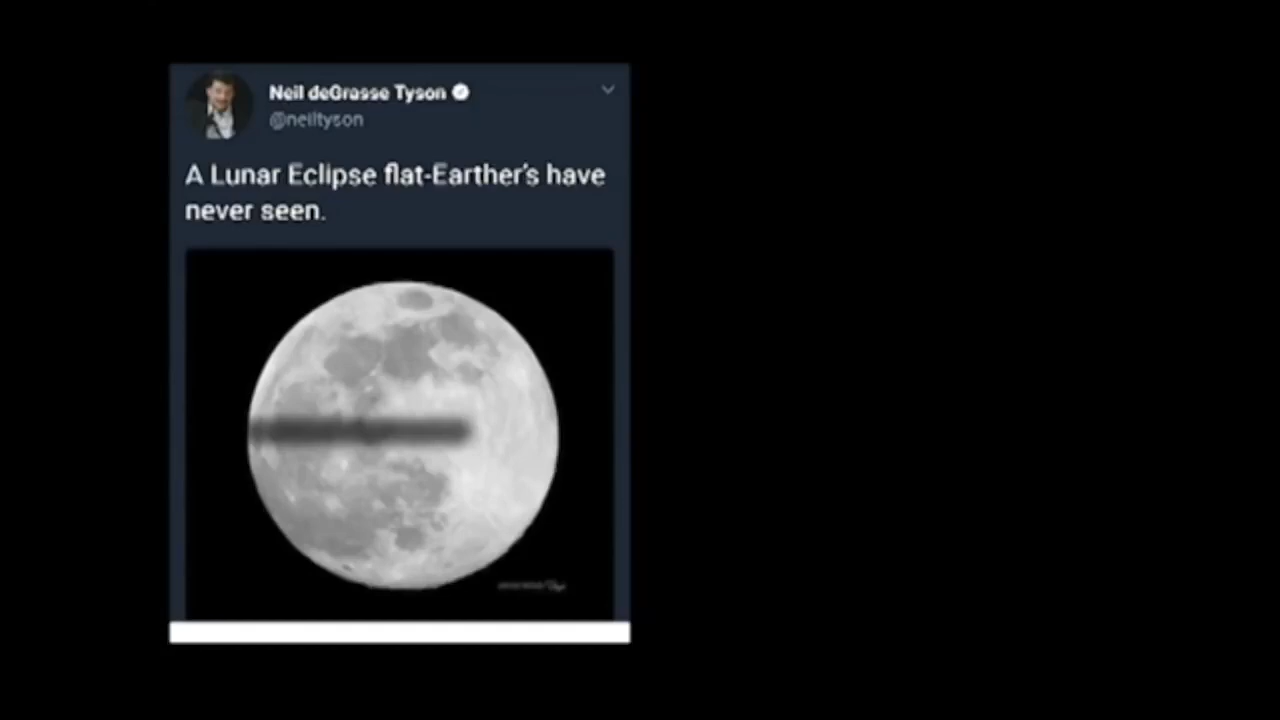 Neil deGrasse Tyson
@neiltyson
A Lunar Eclipse flat-Earther's have
never seen.